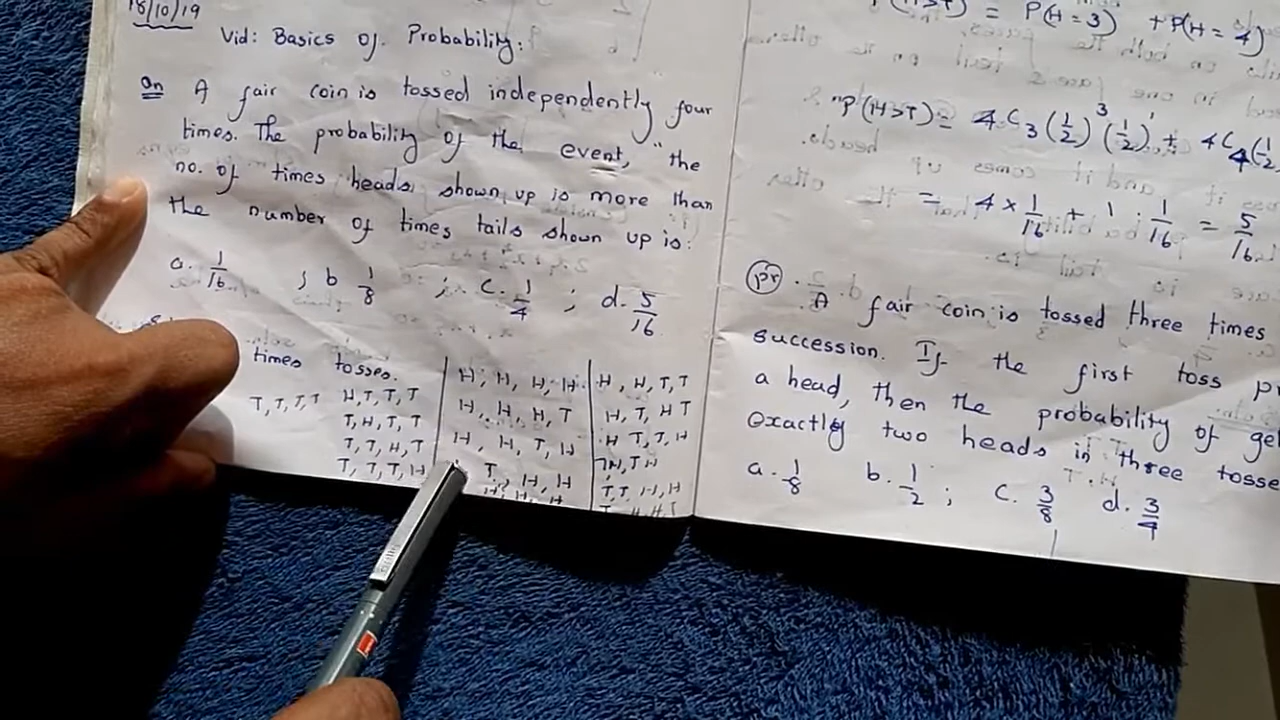 18/10/19
Vid: Basics of Probability:
Qn A fair coin is tossed independently four
times. The probability of the event, "the
no. of times heads shown up is more than
the number of times tails shown up is:
a. 1/16 ; b 1/8 ; c. 1/4 ; d. 5/16
times tosses.
T, T, T, T
H, T, T, T
T, H, T, T
T, T, H, T
T, T, T, H
H, H, H, H
H, H, H, T
H, H, T, H
T, H, H
H, H, T, T
H, T, H T
H T, T, H
T, H, T H
T, T, H, H
= P(H = 3) + P(H = 4)
P(H>T) = 4C3 (1/2)^3 (1/2)^1 + 4C4 (1/2
= 4 × 1/16 + 1 . 1/16 = 5/16
Pr. A fair coin is tossed three times
succession. If the first toss p
a head, then the probability of ge
exactly two heads in three tosse
a. 1/8 b. 1/2 ; c. 3/8 d. 3/4